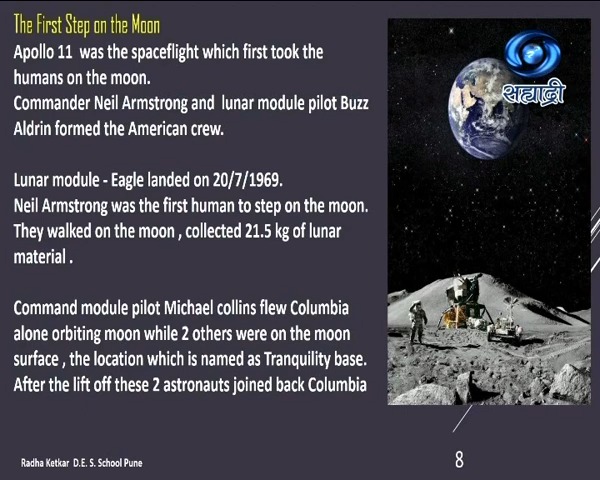 The First Step on the Moon
Apollo 11 was the spaceflight which first took the
humans on the moon.
Commander Neil Armstrong and lunar module pilot Buzz
Aldrin formed the American crew.
Lunar module - Eagle landed on 20/7/1969.
Neil Armstrong was the first human to step on the moon.
They walked on the moon , collected 21.5 kg of lunar
material .
Command module pilot Michael collins flew Columbia
alone orbiting moon while 2 others were on the moon
surface , the location which is named as Tranquility base.
After the lift off these 2 astronauts joined back Columbia
सह्याद्री
Radha Ketkar D.E. S. School Pune
8